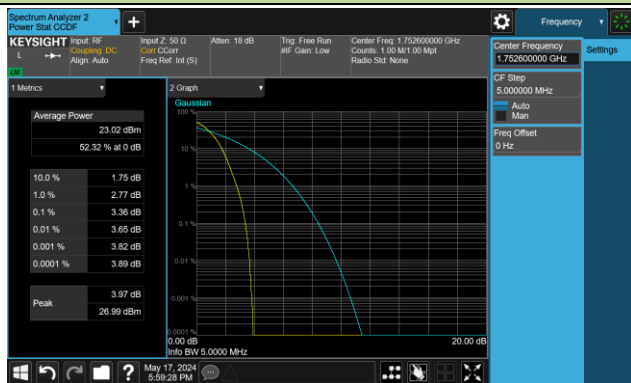 Spectrum Analyzer 2
Power Stat CCDF
Frequency
KEYSIGHT
L
Input: RF
Coupling: DC
Align: Auto
Input Z: 50 Ω
Corr CCorr
Freq Ref: Int (S)
Atten: 18 dB
Trig: Free Run
#IF Gain: Low
Center Freq: 1.752600000 GHz
Counts: 1.00 M/1.00 Mpt
Radio Std: None
Center Frequency
1.752600000 GHz
Settings
CF Step
5.000000 MHz
Auto
Man
Freq Offset
0 Hz
1 Metrics
Average Power
23.02 dBm
52.32 % at 0 dB
10.0 % 1.75 dB
1.0 % 2.77 dB
0.1 % 3.36 dB
0.01 % 3.65 dB
0.001 % 3.82 dB
0.0001 % 3.89 dB
Peak
3.97 dB
26.99 dBm
2 Graph
Gaussian
100 %
10 %
1 %
0.1 %
0.01 %
0.001 %
0.0001 %
0.00 dB 20.00 dB
Info BW 5.0000 MHz
?
May 17, 2024
5:59:28 PM